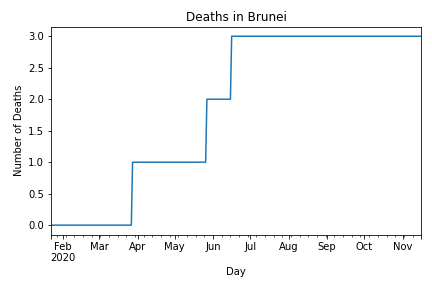 Deaths in Brunei
Number of Deaths
3.0
2.5
2.0
1.5
1.0
0.5
0.0
Feb Mar Apr May Jun Jul Aug Sep Oct Nov
2020
Day